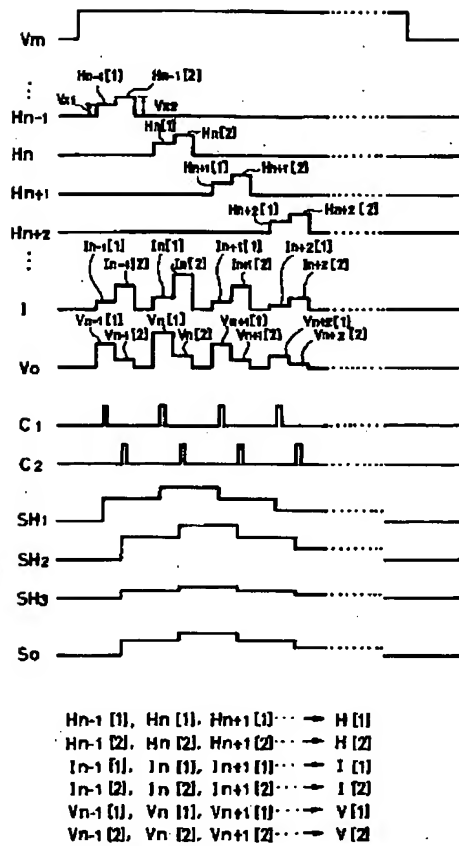 Vm
⋮
Hn-1[1] Hn-1[2]
Vx1 Vx2
Hn-1
Hn[1] Hn[2]
Hn
Hn+1[1] Hn+1[2]
Hn+1
Hn+2[1] Hn+2[2]
Hn+2
⋮
In-1[1] In[1] In+1[1] In+2[1]
In-1[2] In[2] In+1[2] In+2[2]
I
Vn-1[1] Vn[1] Vn+1[1] Vn+2[1]
Vn-1[2] Vn[2] Vn+1[2] Vn+2[2]
Vo
C1
C2
SH1
SH2
SH3
So
Hn-1 [1], Hn [1], Hn+1 [1]··· → H [1]
Hn-1 [2], Hn [2], Hn+1 [2]··· → H [2]
In-1 [1], In [1], In+1 [1]··· → I [1]
In-1 [2], In [2], In+1 [2]··· → I [2]
Vn-1 [1], Vn [1], Vn+1 [1]··· → V [1]
Vn-1 [2], Vn [2], Vn+1 [2]··· → V [2]